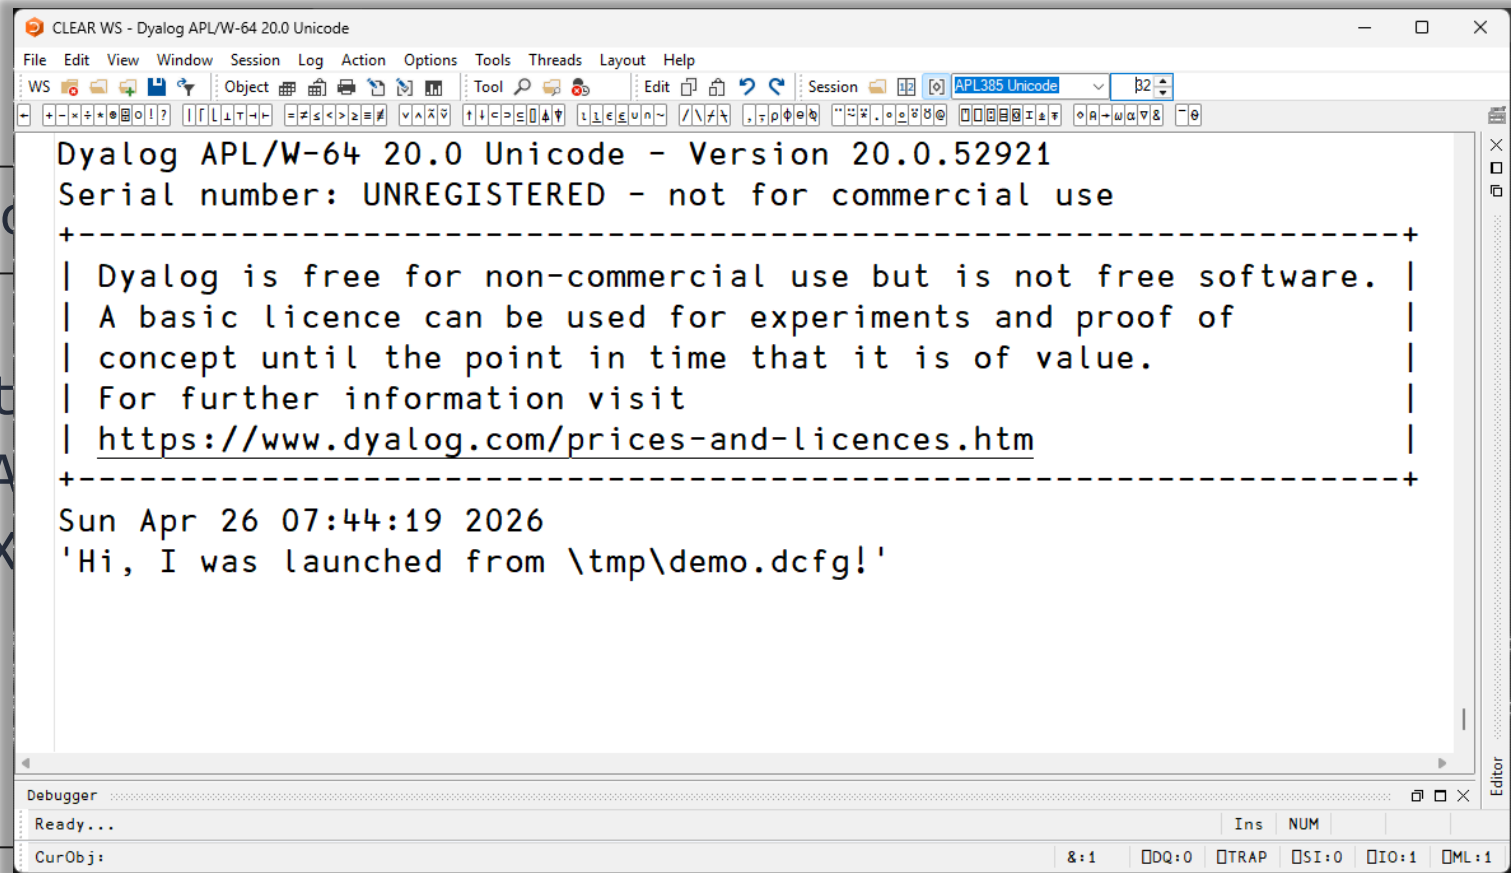 CLEAR WS - Dyalog APL/W-64 20.0 Unicode
File Edit View Window Session Log Action Options Tools Threads Layout Help
WS Object Tool Edit Session APL385 Unicode 32
Dyalog APL/W-64 20.0 Unicode - Version 20.0.52921
Serial number: UNREGISTERED - not for commercial use
+------------------------------------------------------------------+
| Dyalog is free for non-commercial use but is not free software. |
| A basic licence can be used for experiments and proof of |
| concept until the point in time that it is of value. |
| For further information visit |
| https://www.dyalog.com/prices-and-licences.htm |
+------------------------------------------------------------------+
Sun Apr 26 07:44:19 2026
'Hi, I was launched from \tmp\demo.dcfg!'
Editor
Debugger
Ready...
Ins NUM
CurObj:
&:1 ⎕DQ:0 ⎕TRAP ⎕SI:0 ⎕IO:1 ⎕ML:1